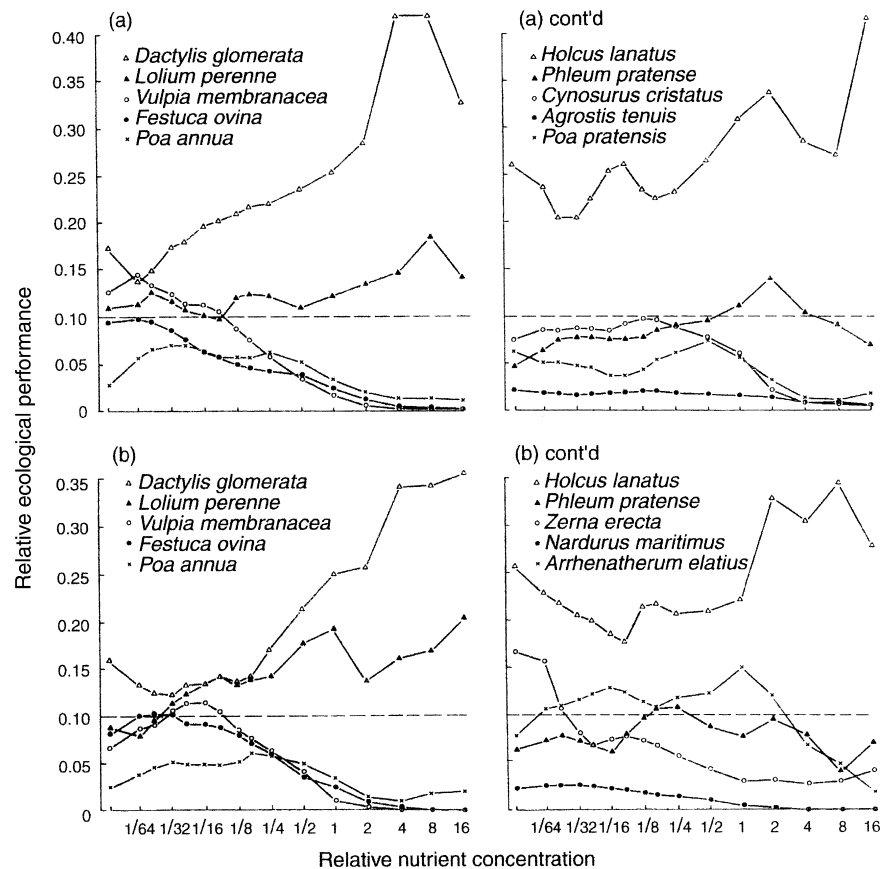 (a)
△ Dactylis glomerata
▲ Lolium perenne
○ Vulpia membranacea
● Festuca ovina
× Poa annua
0.40
0.35
0.30
0.25
0.20
0.15
0.10
0.05
0
(a) cont'd
△ Holcus lanatus
▲ Phleum pratense
○ Cynosurus cristatus
● Agrostis tenuis
× Poa pratensis
Relative ecological performance
(b)
△ Dactylis glomerata
▲ Lolium perenne
○ Vulpia membranacea
● Festuca ovina
× Poa annua
0.35
0.30
0.25
0.20
0.15
0.10
0.05
0
1/64 1/32 1/16 1/8 1/4 1/2 1 2 4 8 16
(b) cont'd
△ Holcus lanatus
▲ Phleum pratense
○ Zerna erecta
● Nardurus maritimus
× Arrhenatherum elatius
1/64 1/32 1/16 1/8 1/4 1/2 1 2 4 8 16
Relative nutrient concentration